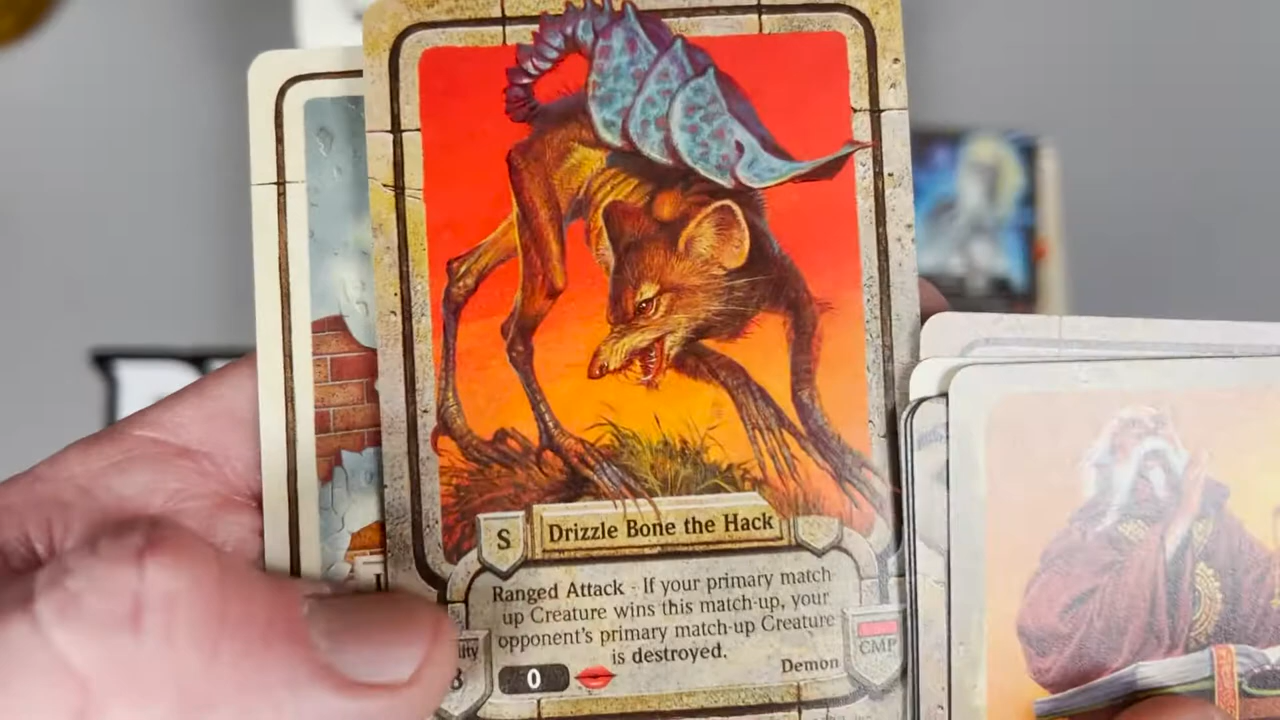 S
Drizzle Bone the Hack
Ranged Attack - If your primary match
up Creature wins this match-up, your
opponent's primary match-up Creature
is destroyed.
0
Demon
CMP